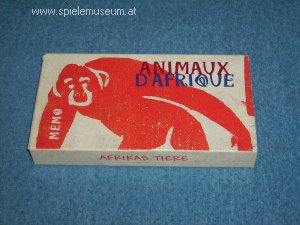 www.spielemuseum.at
ANIMAUX
D'AFRIQUE
MÉMO
AFRIKAS TIERE